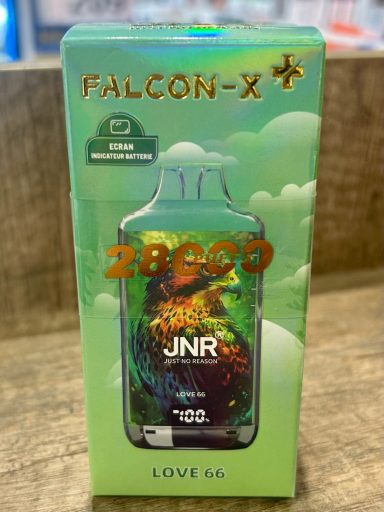 FALCON-X +
ECRAN
INDICATEUR BATTERIE
28000
JNR®
JUST NO REASON
LOVE 66
100%
LOVE 66